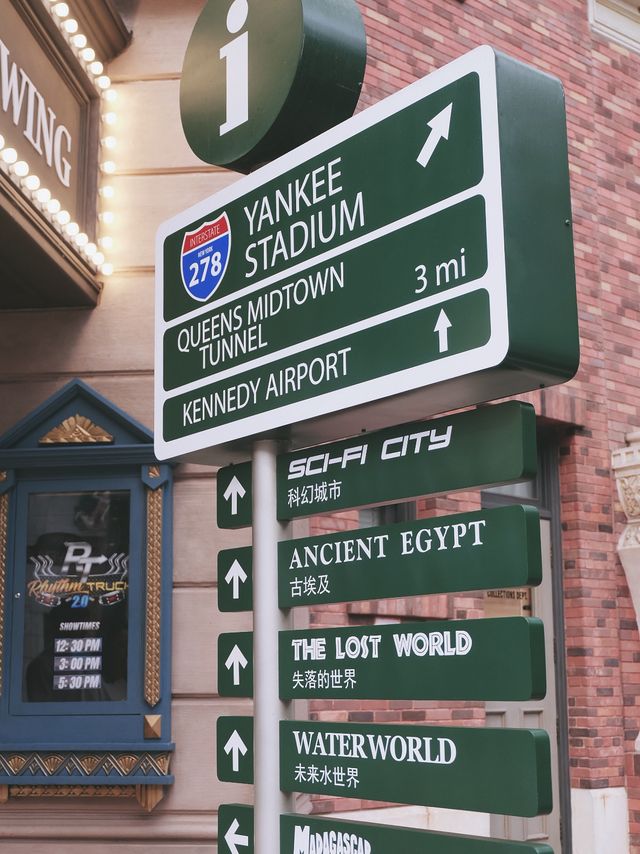 WING
i
INTERSTATE
NEW YORK
278
YANKEE
STADIUM
QUEENS MIDTOWN
TUNNEL
3 mi
KENNEDY AIRPORT
SCI-FI CITY
科幻城市
ANCIENT EGYPT
古埃及
THE LOST WORLD
失落的世界
WATERWORLD
未来水世界
MADAGASCAR
RT
Rhythm TRUCK
2.0
SHOWTIMES
12:30 PM
3:00 PM
5:30 PM
COLLECTIONS DEPT.